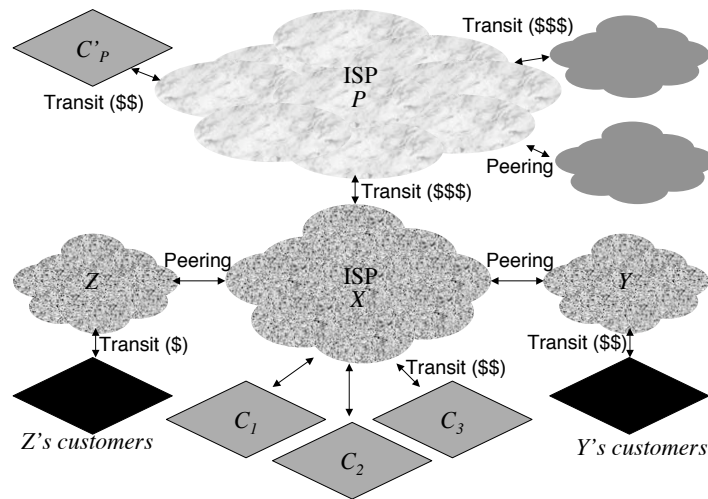 C'P
Transit ($$)
ISP
P
Transit ($$$)
Peering
Transit ($$$)
Z
Peering
ISP
X
Peering
Y
Transit ($)
Transit ($$)
Transit ($$)
C1
C2
C3
Z's customers
Y's customers